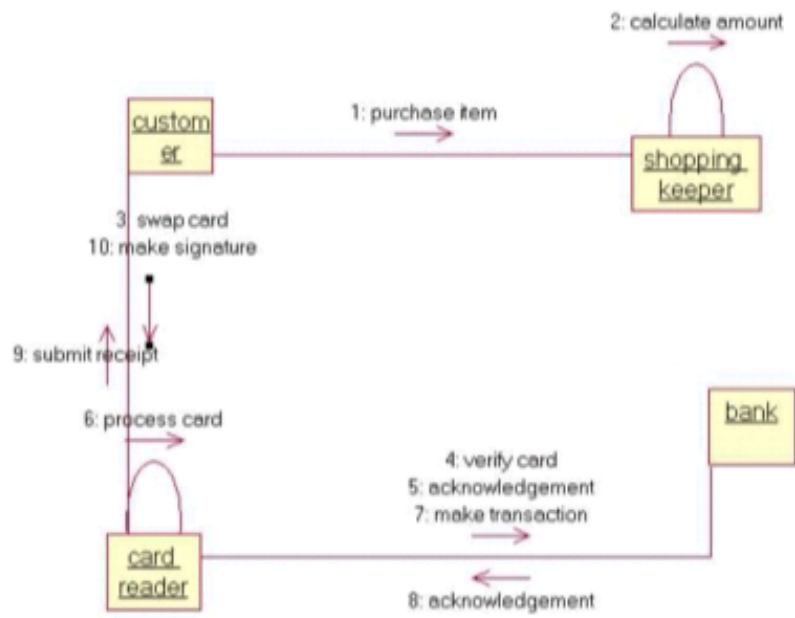 2: calculate amount
1: purchase item
custom
er
shopping
keeper
3: swap card
10: make signature
9: submit receipt
6: process card
bank
4: verify card
5: acknowledgement
7: make transaction
card
reader
8: acknowledgement